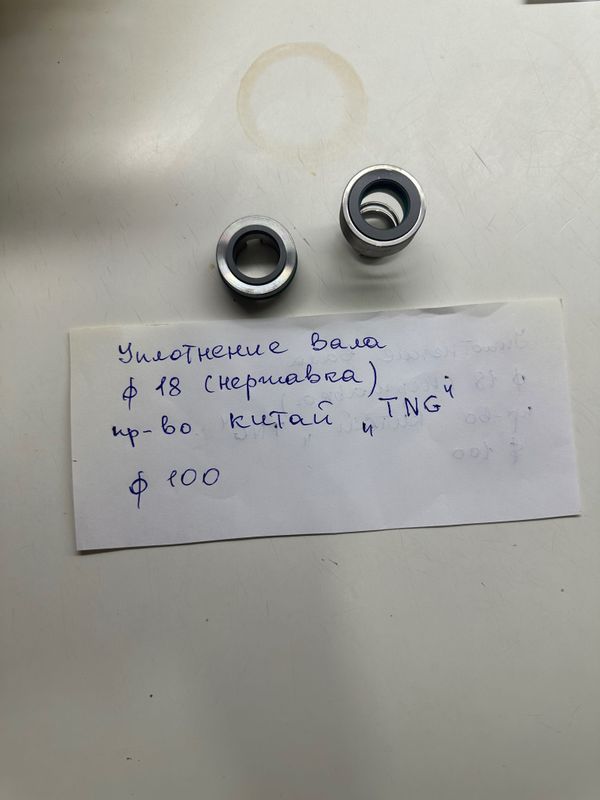 Уплотнение вала
ф 18 (нержавка)
пр-во китай „TNG"
ф 100